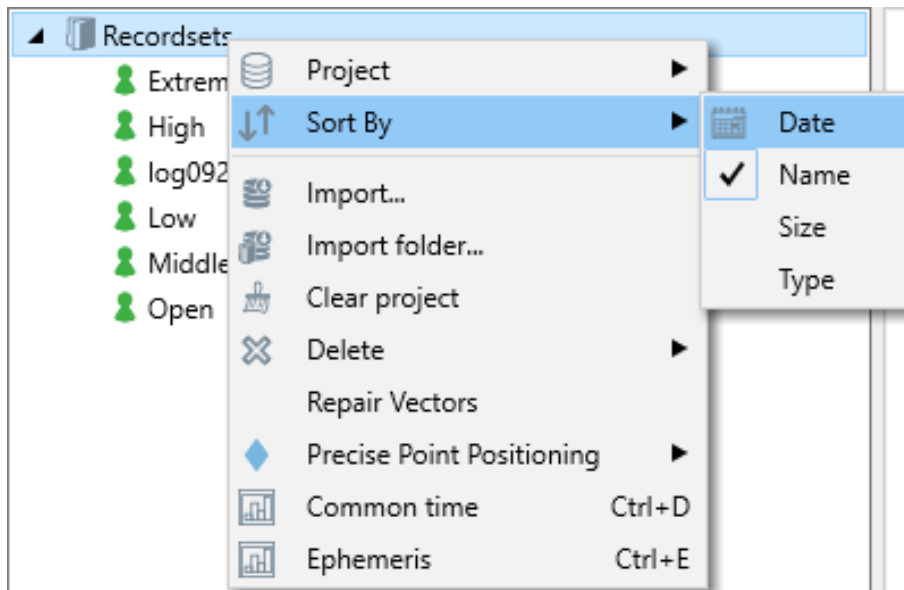 Recordsets
Extrem
High
log092
Low
Middle
Open
Project
Sort By
Import...
Import folder...
Clear project
Delete
Repair Vectors
Precise Point Positioning
Common time Ctrl+D
Ephemeris Ctrl+E
Date
Name
Size
Type